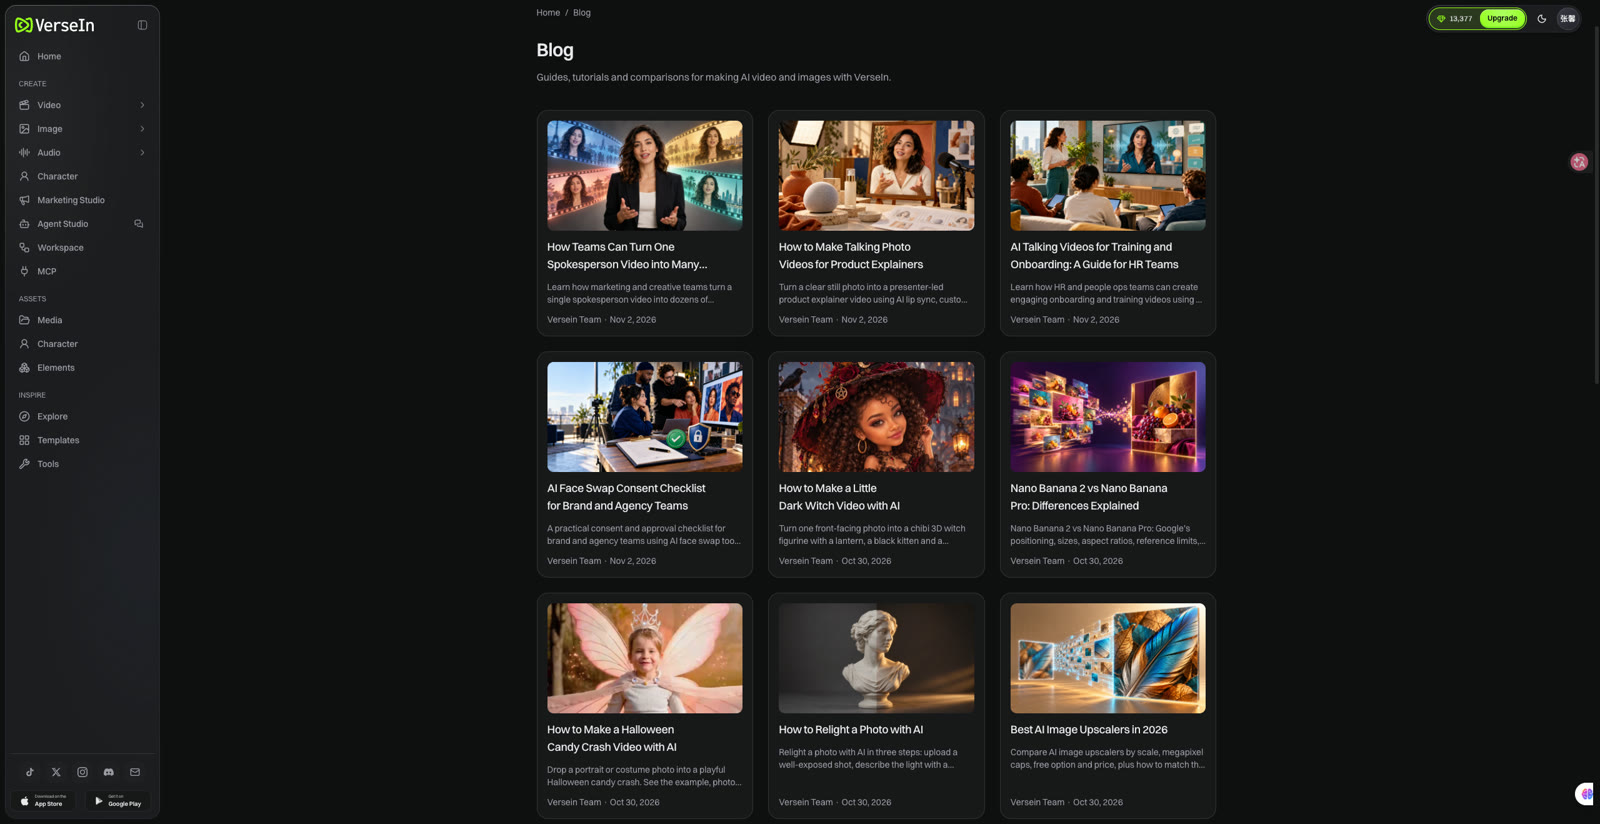 VerseIn
Home
CREATE
Video
Image
Audio
Character
Marketing Studio
Agent Studio
Workspace
MCP
ASSETS
Media
Character
Elements
INSPIRE
Explore
Templates
Tools
Download on the
App Store
Get it on
Google Play
Home / Blog
13,377
Upgrade
张馨
Blog
Guides, tutorials and comparisons for making AI video and images with VerseIn.
How Teams Can Turn One
Spokesperson Video into Many...
Learn how marketing and creative teams turn a
single spokesperson video into dozens of...
Versein Team · Nov 2, 2026
How to Make Talking Photo
Videos for Product Explainers
Turn a clear still photo into a presenter-led
product explainer video using AI lip sync, custo...
Versein Team · Nov 2, 2026
AI Talking Videos for Training and
Onboarding: A Guide for HR Teams
Learn how HR and people ops teams can create
engaging onboarding and training videos using ...
Versein Team · Nov 2, 2026
AI Face Swap Consent Checklist
for Brand and Agency Teams
A practical consent and approval checklist for
brand and agency teams using AI face swap too...
Versein Team · Nov 2, 2026
How to Make a Little
Dark Witch Video with AI
Turn one front-facing photo into a chibi 3D witch
figurine with a lantern, a black kitten and a...
Versein Team · Oct 30, 2026
Nano Banana 2 vs Nano Banana
Pro: Differences Explained
Nano Banana 2 vs Nano Banana Pro: Google's
positioning, sizes, aspect ratios, reference limits,...
Versein Team · Oct 30, 2026
How to Make a Halloween
Candy Crash Video with AI
Drop a portrait or costume photo into a playful
Halloween candy crash. See the example, photo...
Versein Team · Oct 30, 2026
How to Relight a Photo with AI
Relight a photo with AI in three steps: upload a
well-exposed shot, describe the light with a...
Versein Team · Oct 30, 2026
Best AI Image Upscalers in 2026
Compare AI image upscalers by scale, megapixel
caps, free option and price, plus how to match th...
Versein Team · Oct 30, 2026